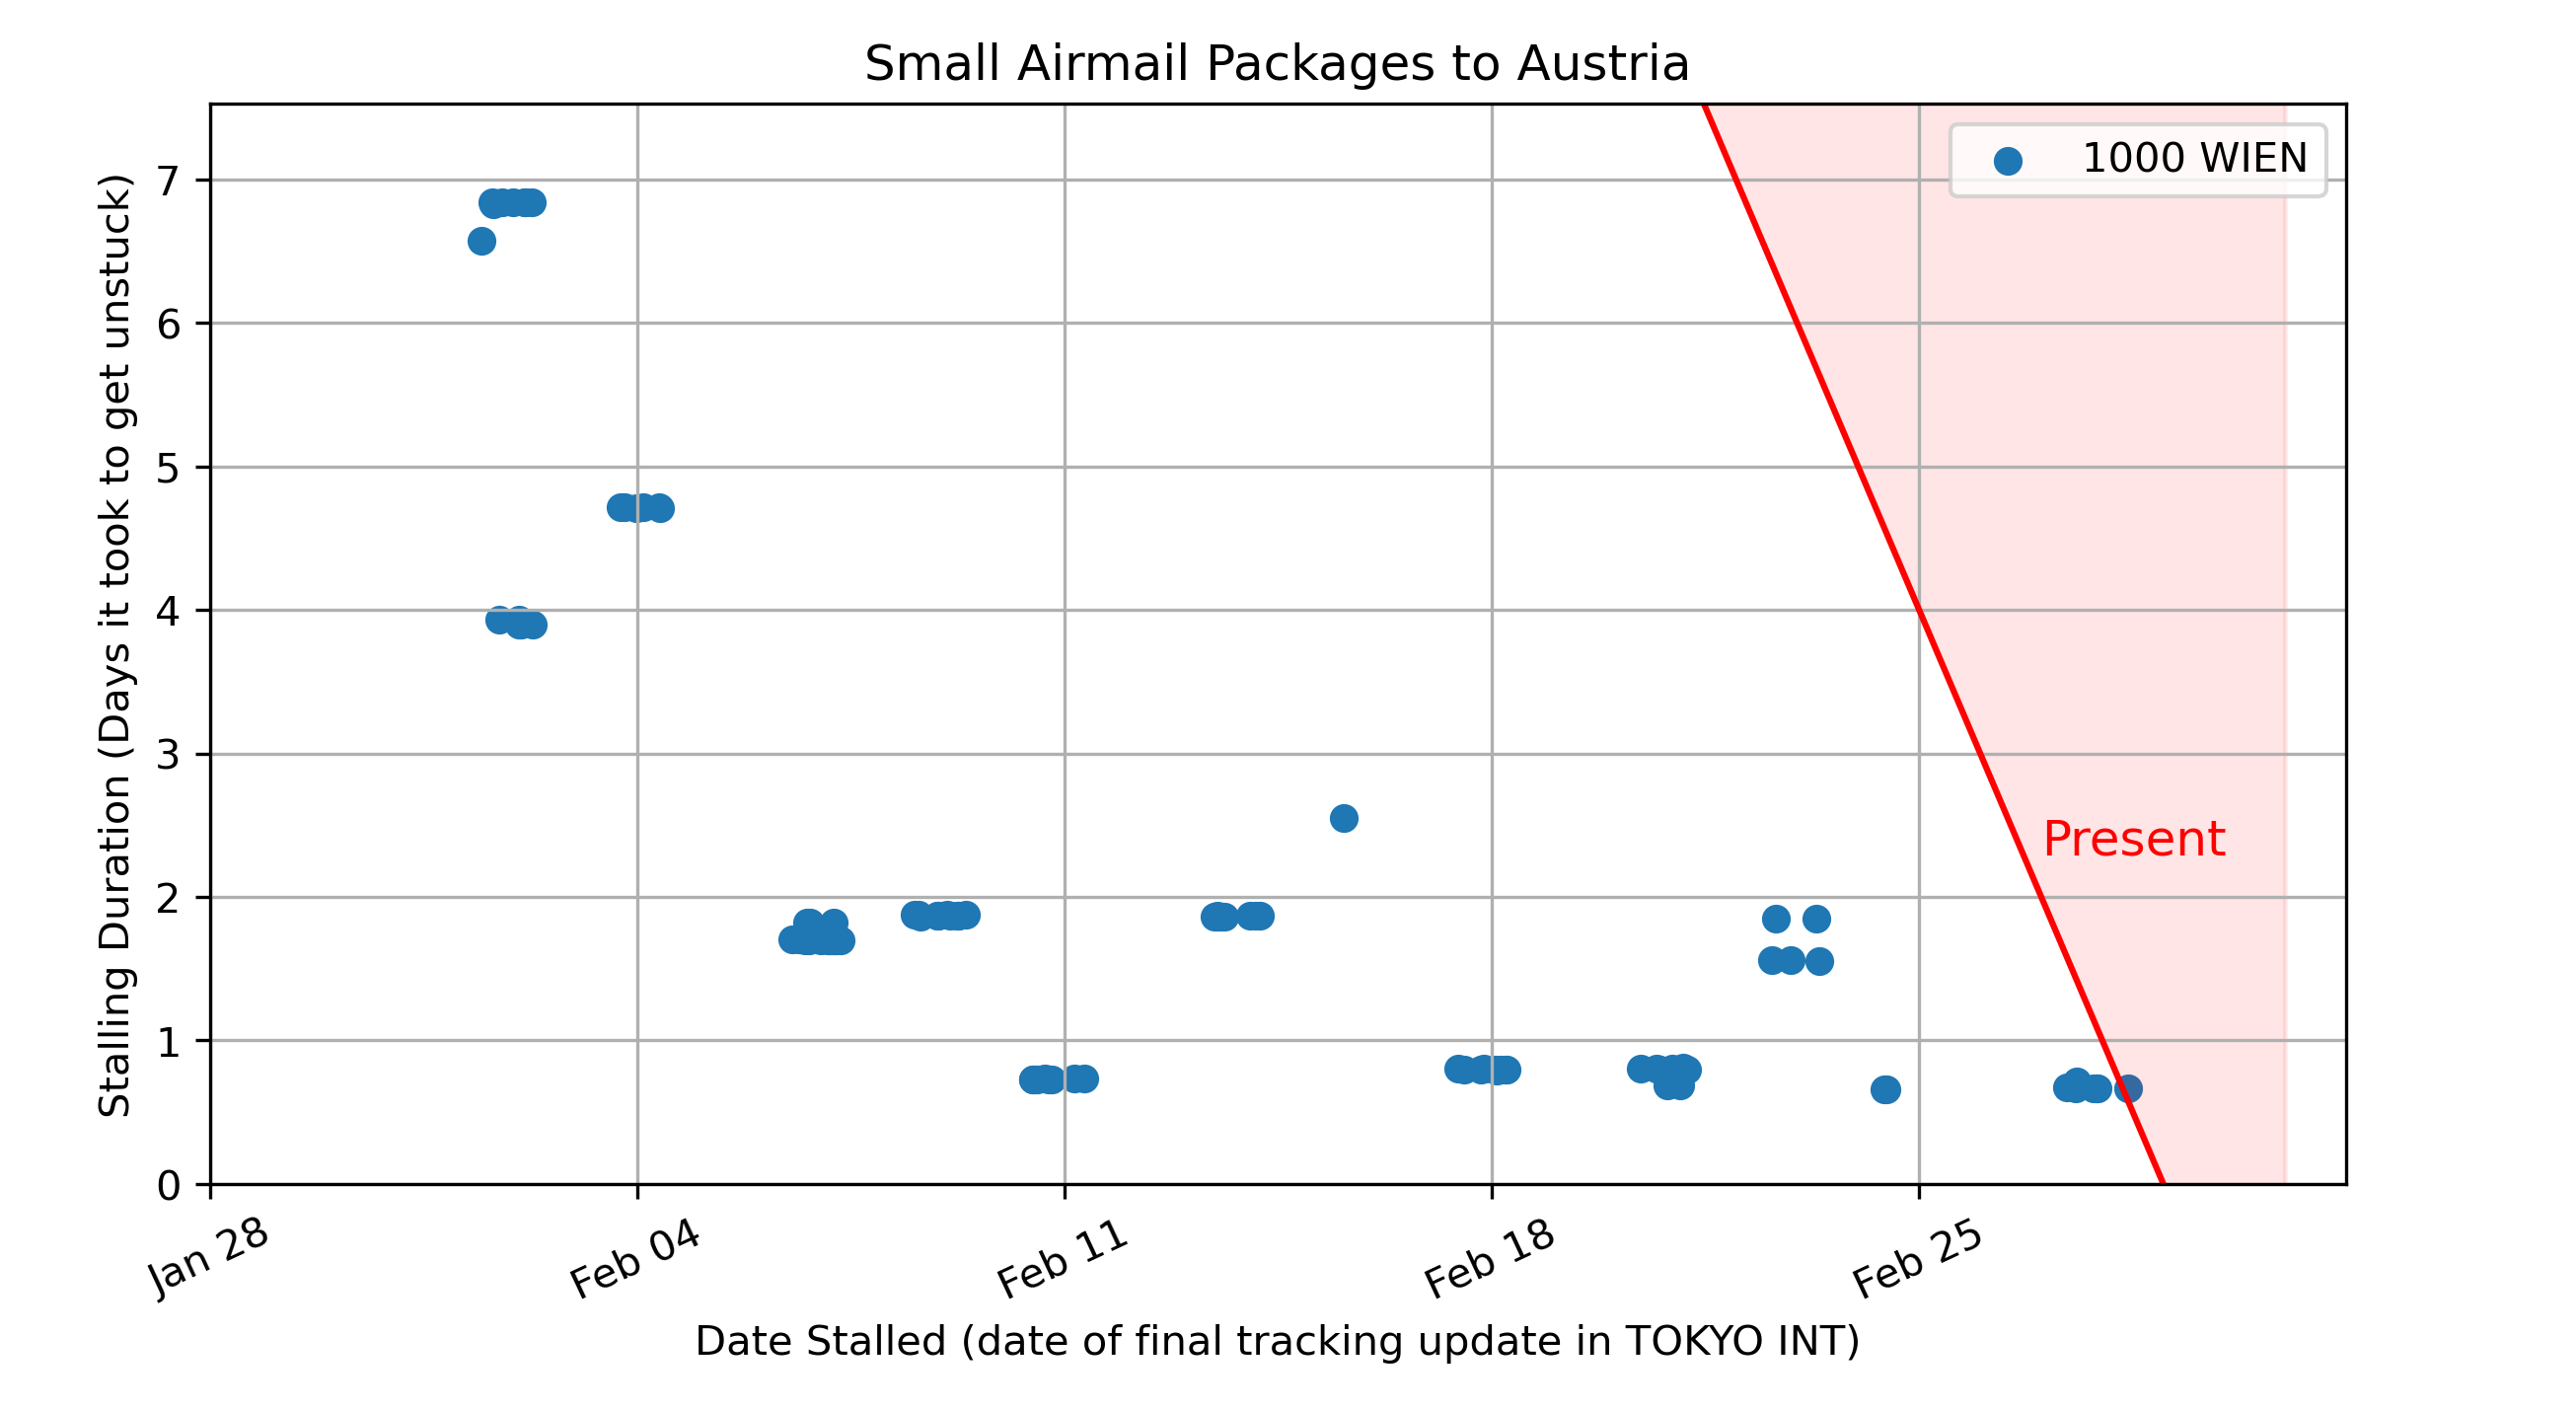 Small Airmail Packages to Austria
1000 WIEN
7
6
5
4
3
2
1
0
Stalling Duration (Days it took to get unstuck)
Present
Jan 28
Feb 04
Feb 11
Feb 18
Feb 25
Date Stalled (date of final tracking update in TOKYO INT)